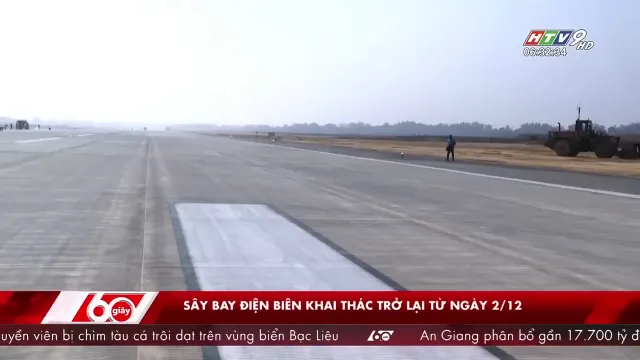 HTV9 HD
06:32:34
60 giây
SÂY BAY ĐIỆN BIÊN KHAI THÁC TRỞ LẠI TỪ NGÀY 2/12
uyền viên bị chìm tàu cá trôi dạt trên vùng biển Bạc Liêu 60 An Giang phân bổ gần 17.700 tỷ đ